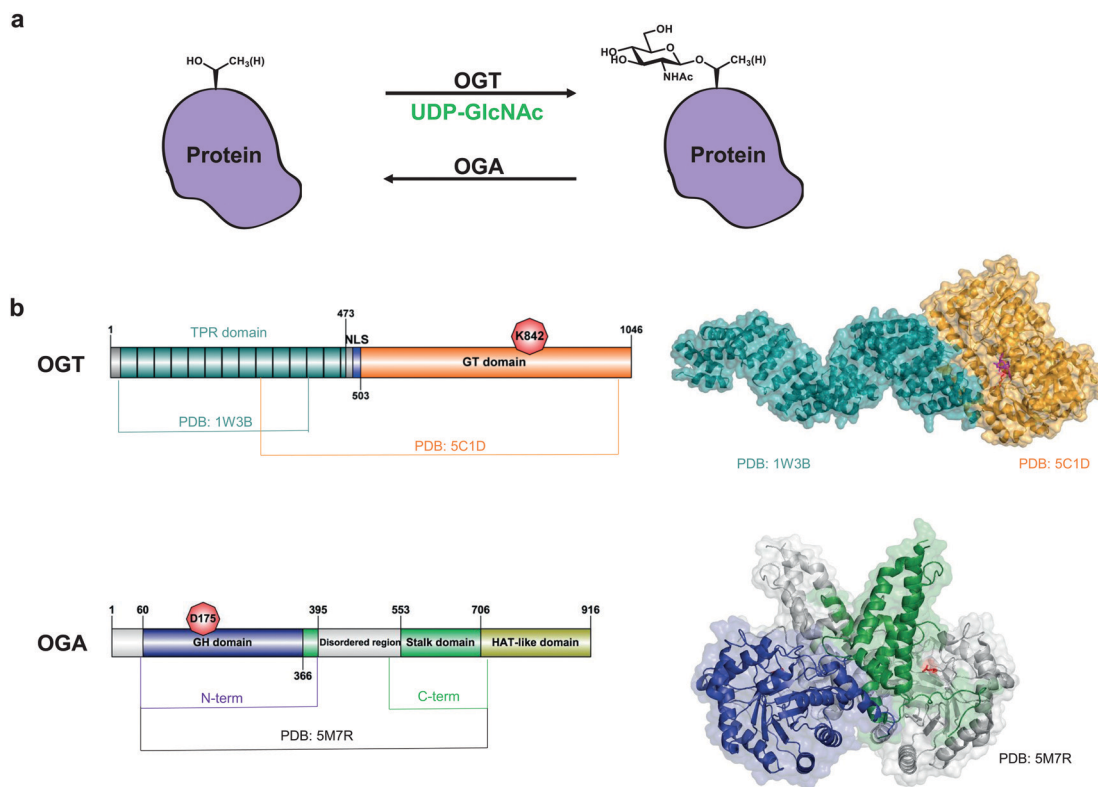 a
HO
CH₃(H)
Protein
OGT
UDP-GlcNAc
OGA
OH
HO
HO
O
NHAc
O
CH₃(H)
Protein
b
OGT
1
TPR domain
473
NLS
K842
1046
GT domain
503
PDB: 1W3B
PDB: 5C1D
PDB: 1W3B
PDB: 5C1D
OGA
1
60
D175
395
553
706
916
GH domain
Disordered region
Stalk domain
HAT-like domain
366
N-term
C-term
PDB: 5M7R
PDB: 5M7R